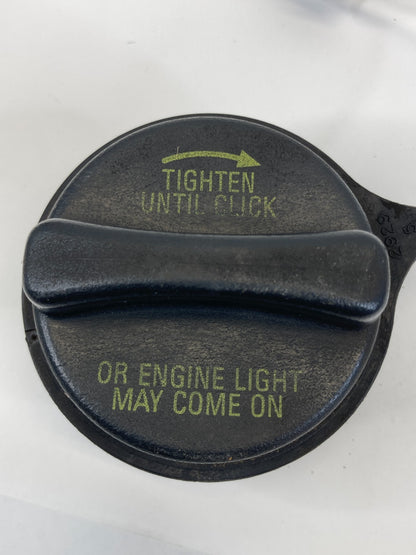 TIGHTEN
UNTIL CLICK
OR ENGINE LIGHT
MAY COME ON